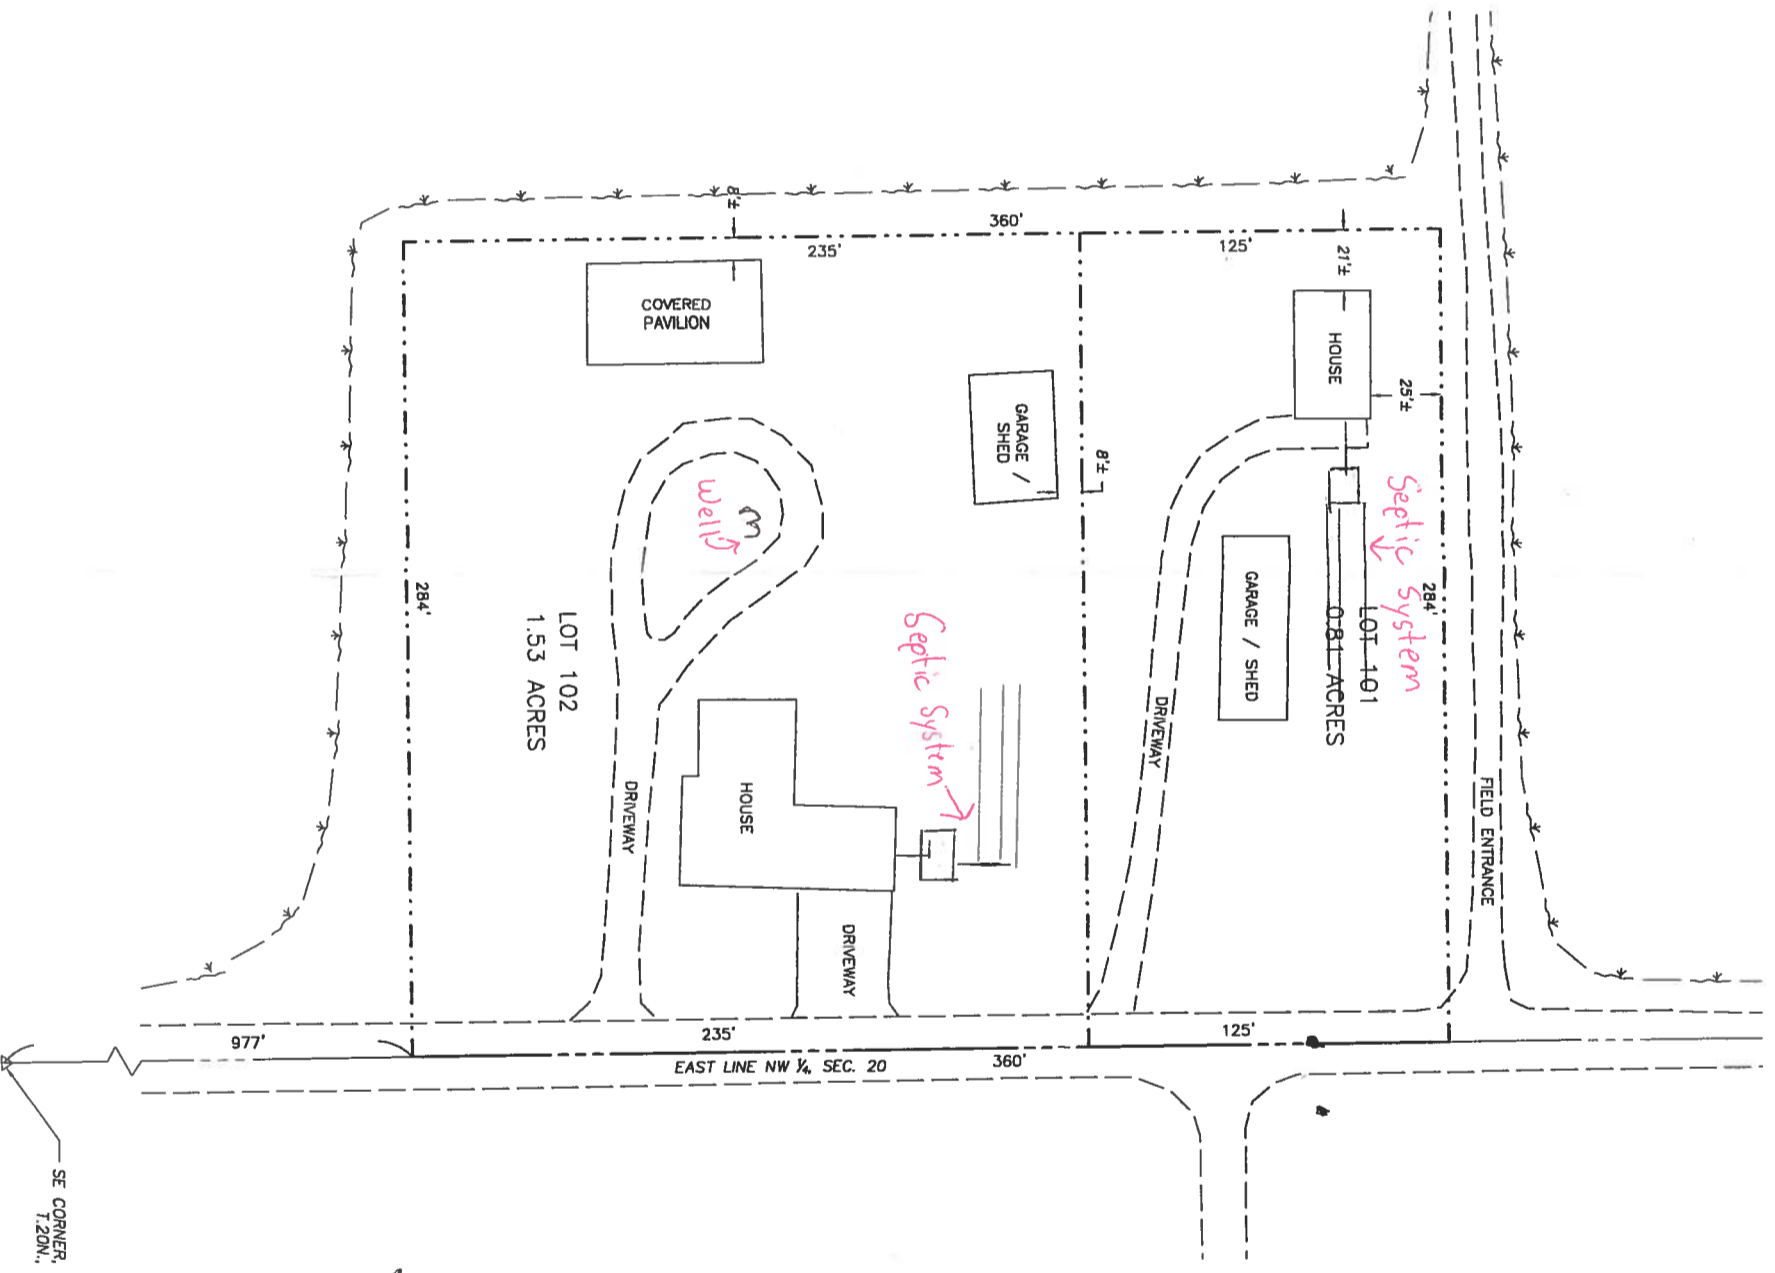 8'±
360'
235'
125'
21'±
COVERED
PAVILION
HOUSE
25'±
GARAGE /
SHED
8'±
Septic System
Well
W
284'
284'
LOT 101
0.81 ACRES
GARAGE / SHED
LOT 102
1.53 ACRES
Septic System
DRIVEWAY
HOUSE
DRIVEWAY
FIELD ENTRANCE
DRIVEWAY
977'
235'
125'
EAST LINE NW ¼, SEC. 20
360'
SE CORNER,
T.20N.,